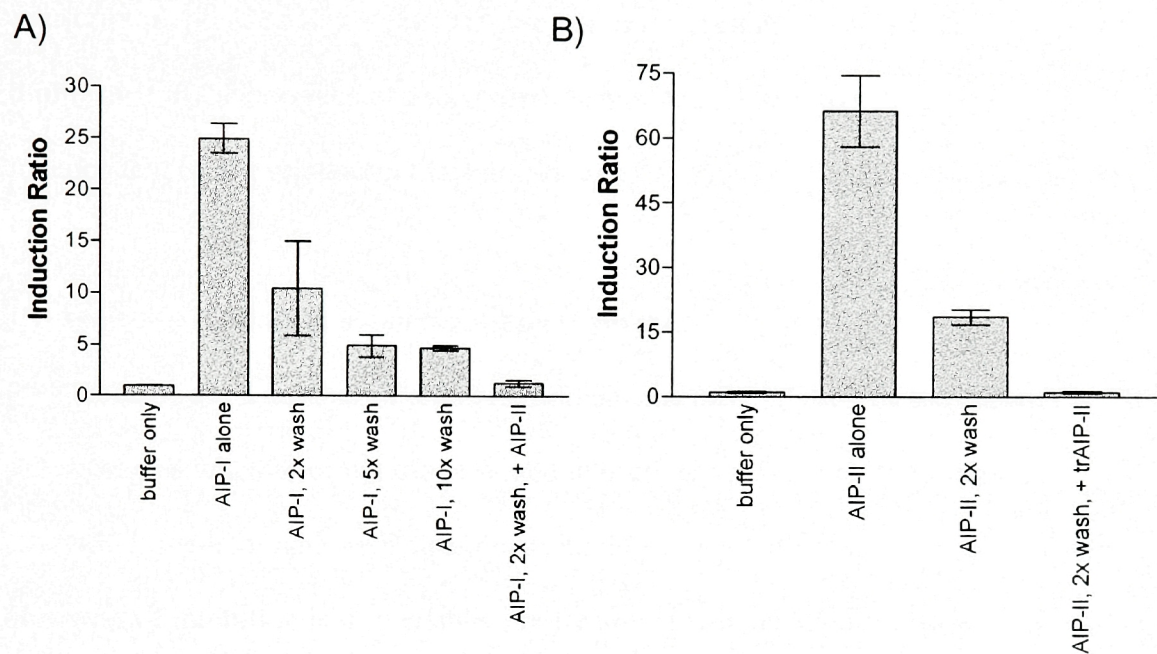 A)
Induction Ratio
30
25
20
15
10
5
0
buffer only
AIP-I alone
AIP-I, 2x wash
AIP-I, 5x wash
AIP-I, 10x wash
AIP-I, 2x wash, + AIP-II
B)
Induction Ratio
75
60
45
30
15
0
buffer only
AIP-II alone
AIP-II, 2x wash
AIP-II, 2x wash, + trAIP-II